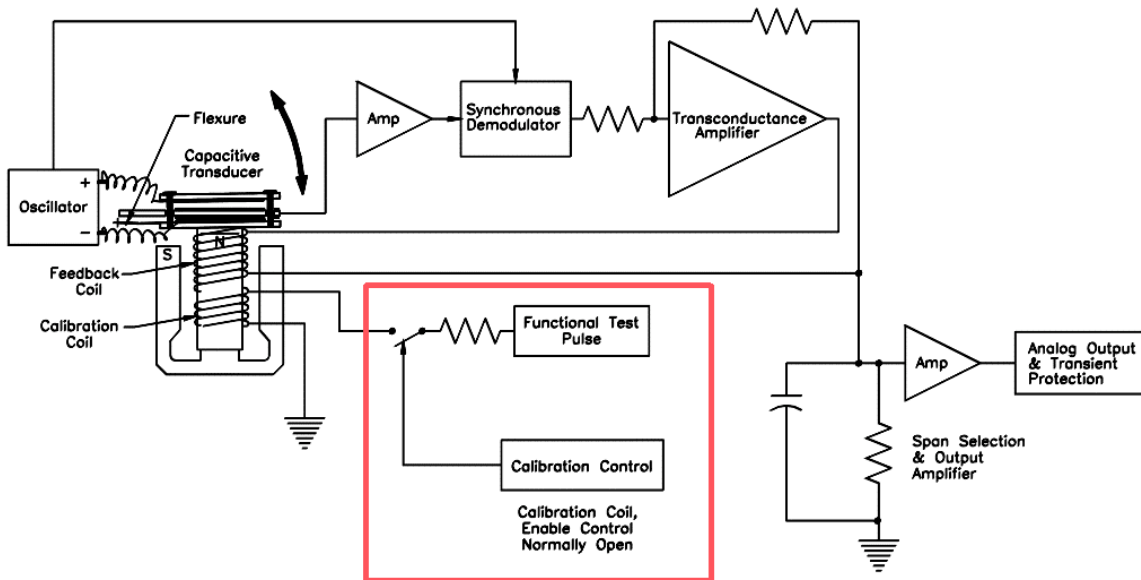 Flexure
Capacitive
Transducer
+
Oscillator
−
Amp
Synchronous
Demodulator
Transconductance
Amplifier
N
S
Feedback
Coil
Calibration
Coil
Functional Test
Pulse
Calibration Control
Calibration Coil,
Enable Control
Normally Open
Amp
Analog Output
& Transient
Protection
Span Selection
& Output
Amplifier